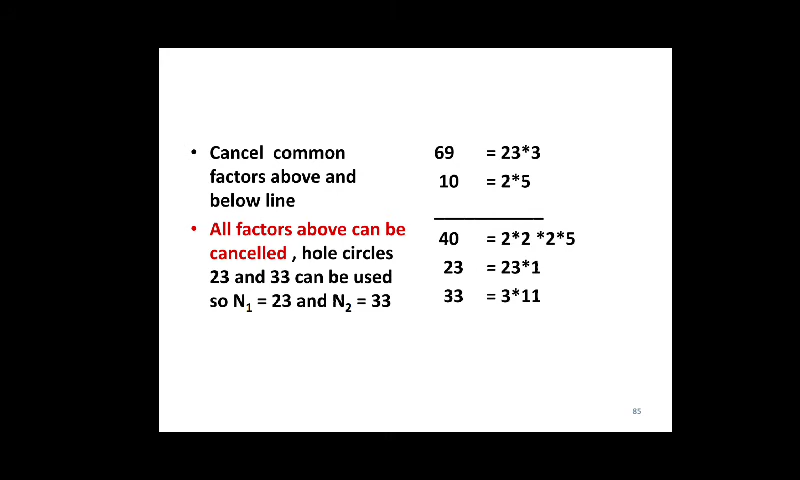 • Cancel common
factors above and
below line
• All factors above can be
cancelled , hole circles
23 and 33 can be used
so N1 = 23 and N2 = 33
69 = 23*3
10 = 2*5
____________
40 = 2*2 *2*5
23 = 23*1
33 = 3*11
85